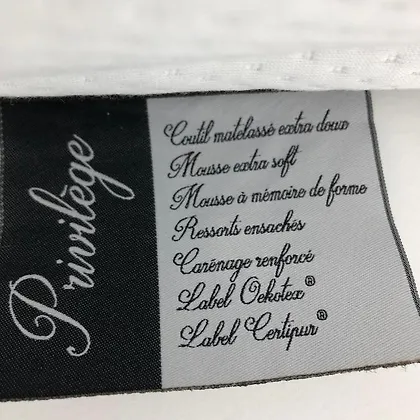 Privilège
Coutil matelassé extra doux
Mousse extra soft
Mousse à mémoire de forme
Ressorts ensachés
Carénage renforcé
Label Oekotex®
Label Certipur®